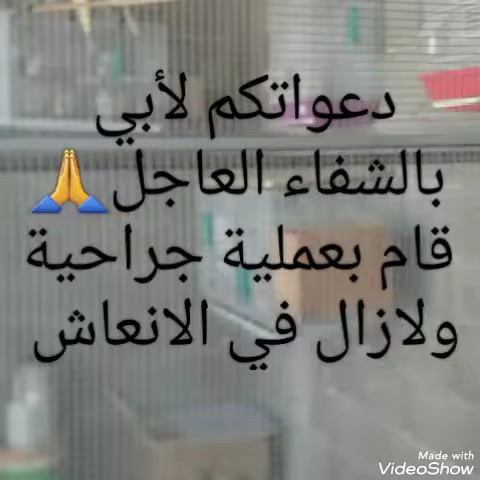 دعواتكم لأبي
بالشفاء العاجل🙏
قام بعملية جراحية
ولازال في الانعاش
Made with
VideoShow